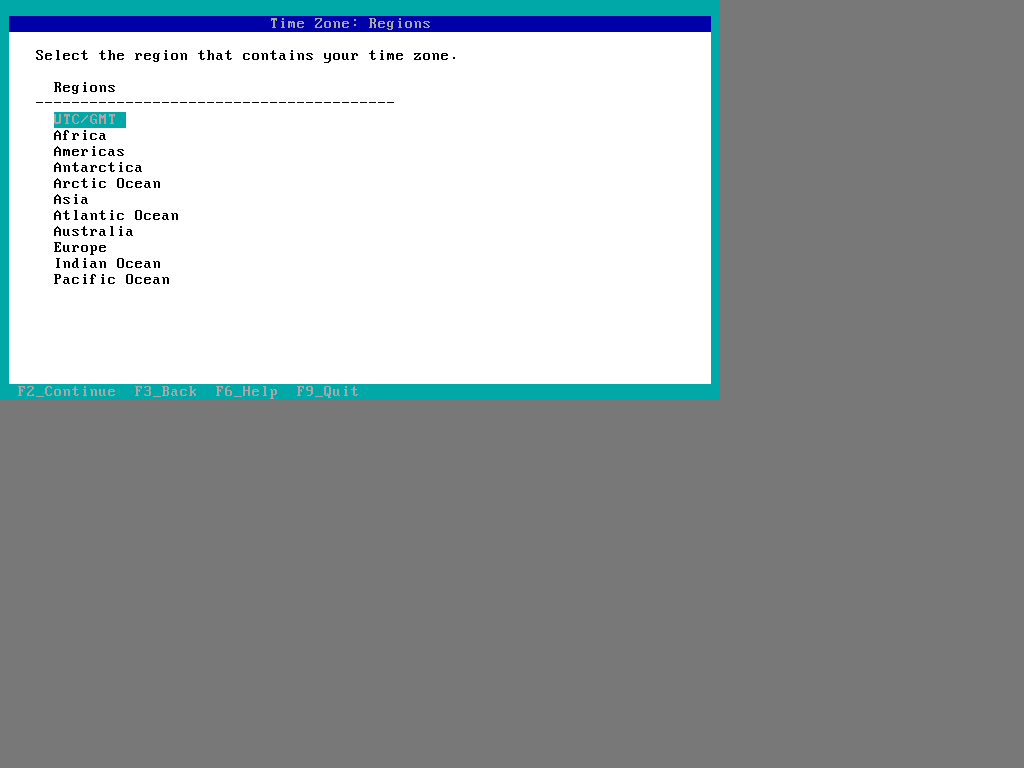 Time Zone: Regions
Select the region that contains your time zone.
Regions
----------------------------------------
UTC/GMT
Africa
Americas
Antarctica
Arctic Ocean
Asia
Atlantic Ocean
Australia
Europe
Indian Ocean
Pacific Ocean
F2_Continue  F3_Back  F6_Help  F9_Quit